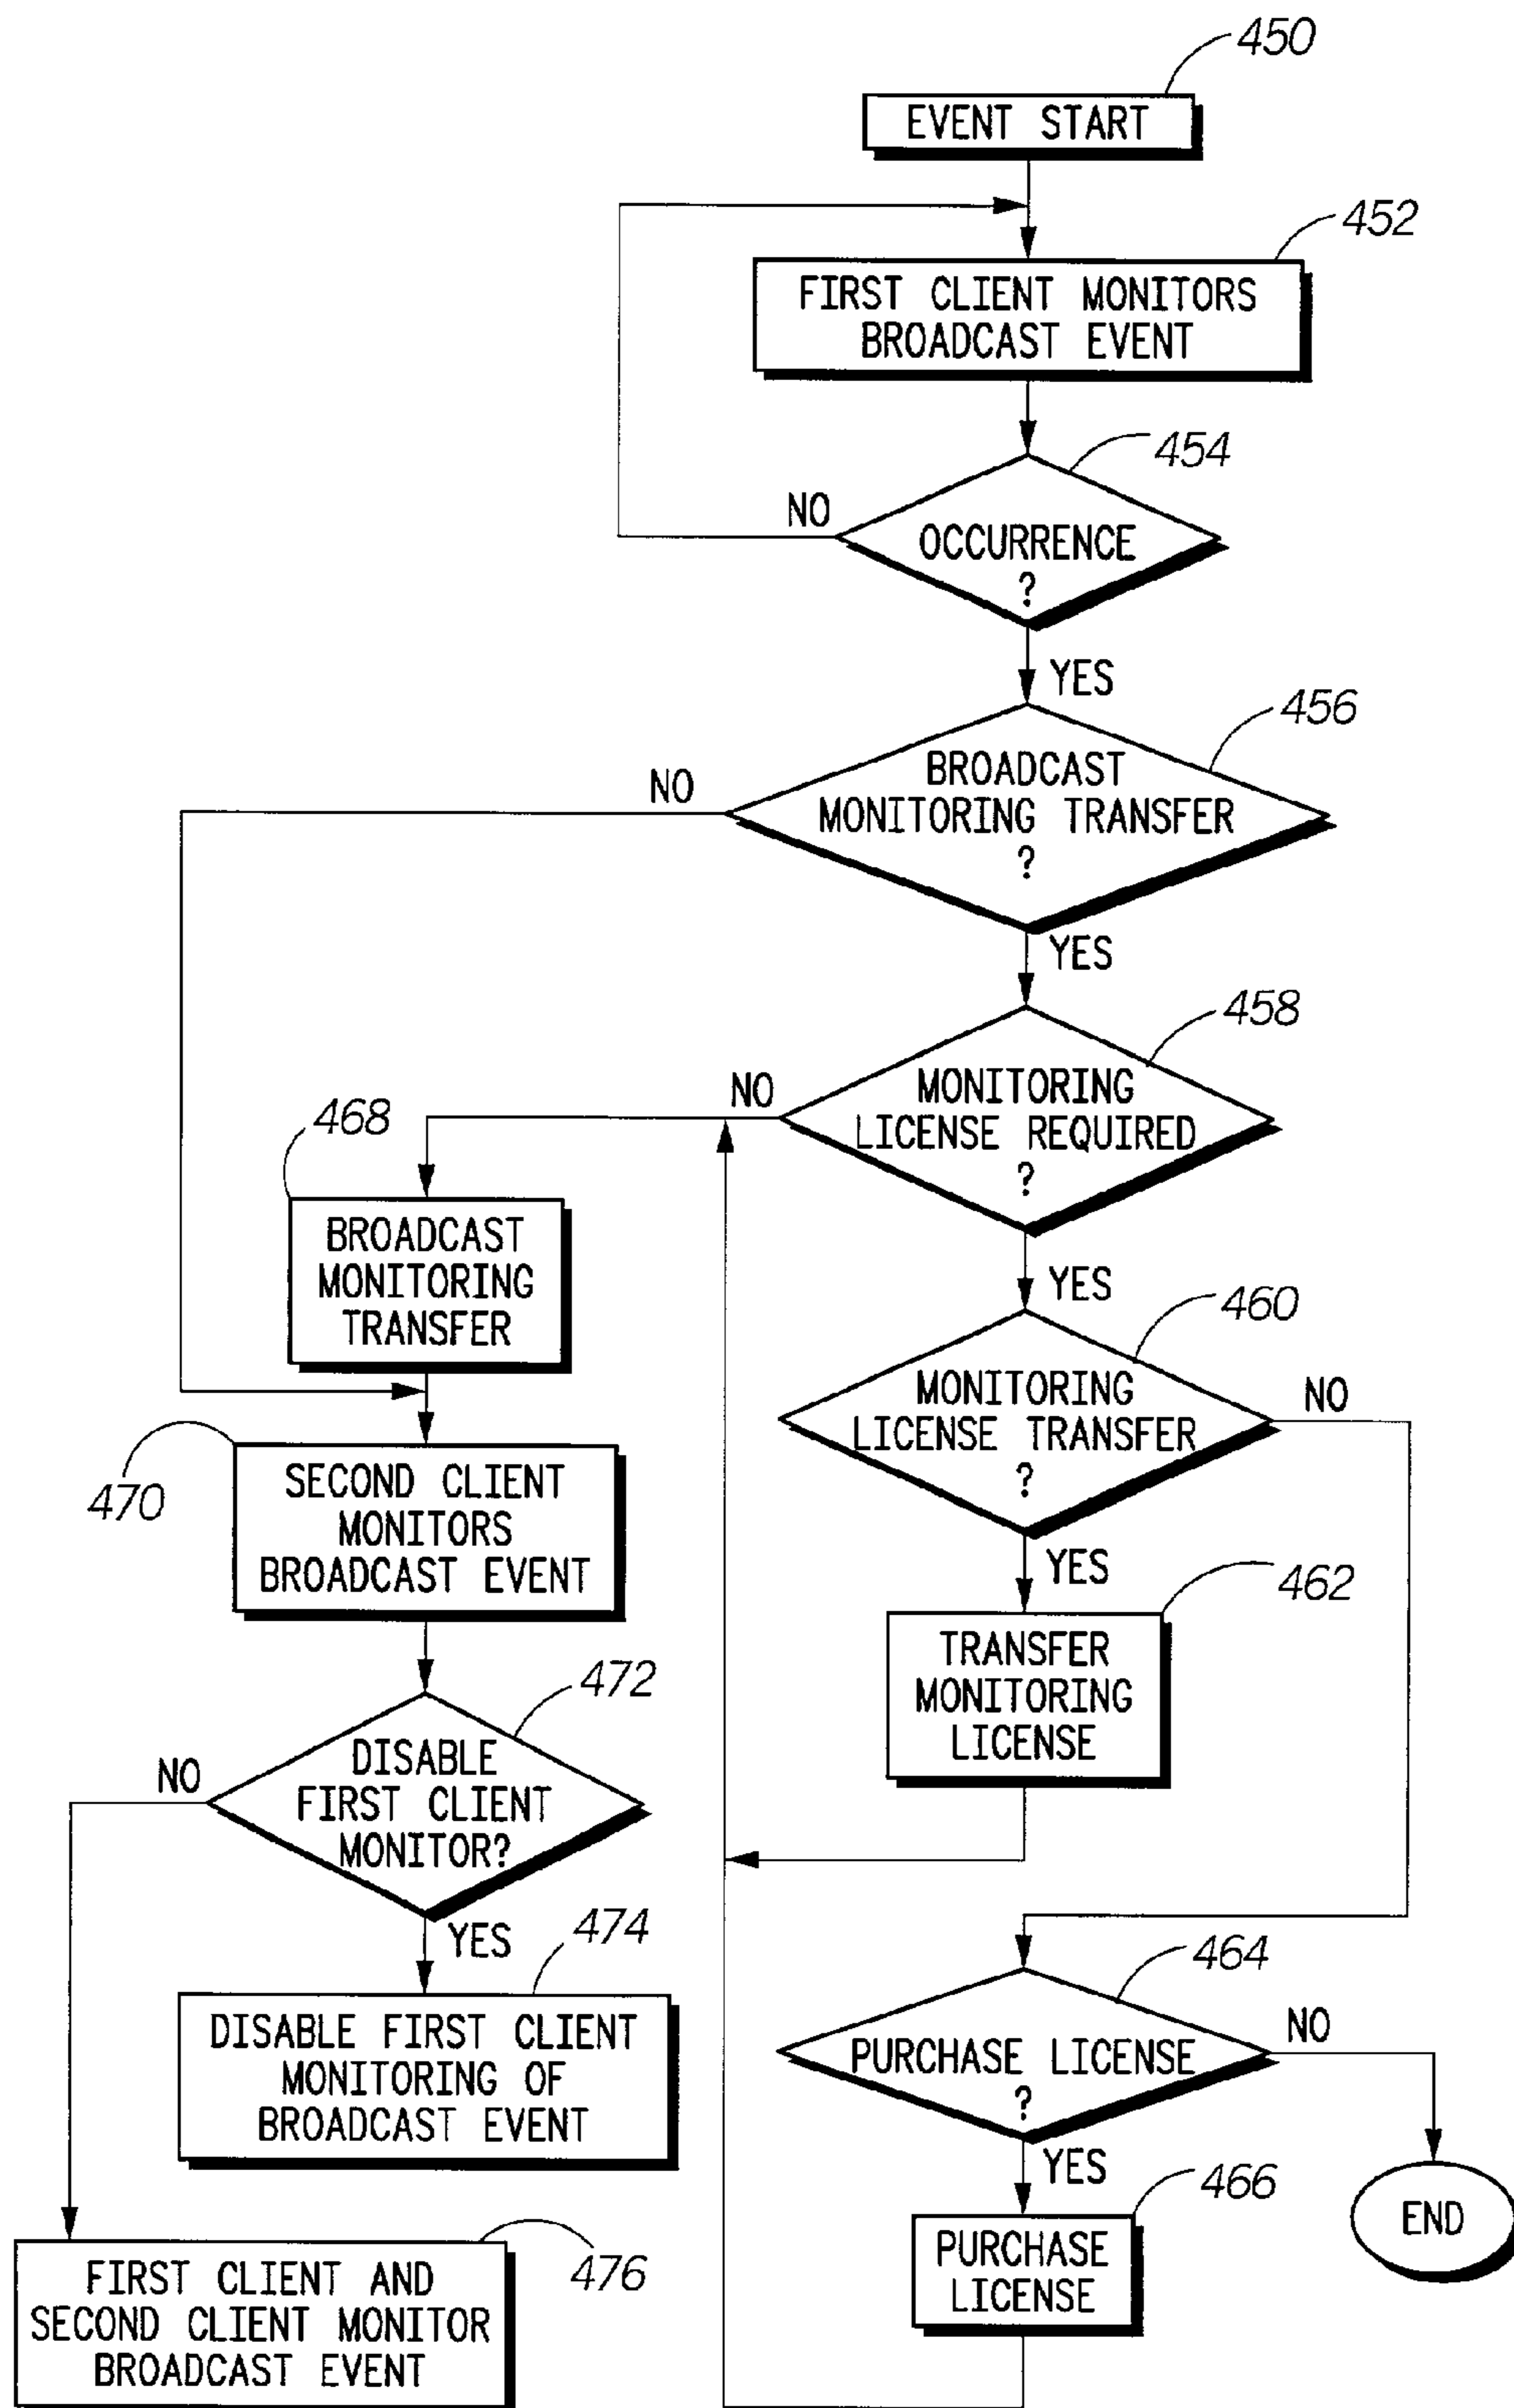 450
EVENT START
452
FIRST CLIENT MONITORS
BROADCAST EVENT
454
NO
OCCURRENCE
?
YES
456
NO
BROADCAST
MONITORING TRANSFER
?
YES
458
NO
MONITORING
LICENSE REQUIRED
?
468
BROADCAST
MONITORING
TRANSFER
YES
460
MONITORING
LICENSE TRANSFER
?
NO
470
SECOND CLIENT
MONITORS
BROADCAST EVENT
YES
462
TRANSFER
MONITORING
LICENSE
472
NO
DISABLE
FIRST CLIENT
MONITOR?
YES
474
DISABLE FIRST CLIENT
MONITORING OF
BROADCAST EVENT
464
PURCHASE LICENSE
?
NO
YES
466
PURCHASE
LICENSE
END
476
FIRST CLIENT AND
SECOND CLIENT MONITOR
BROADCAST EVENT